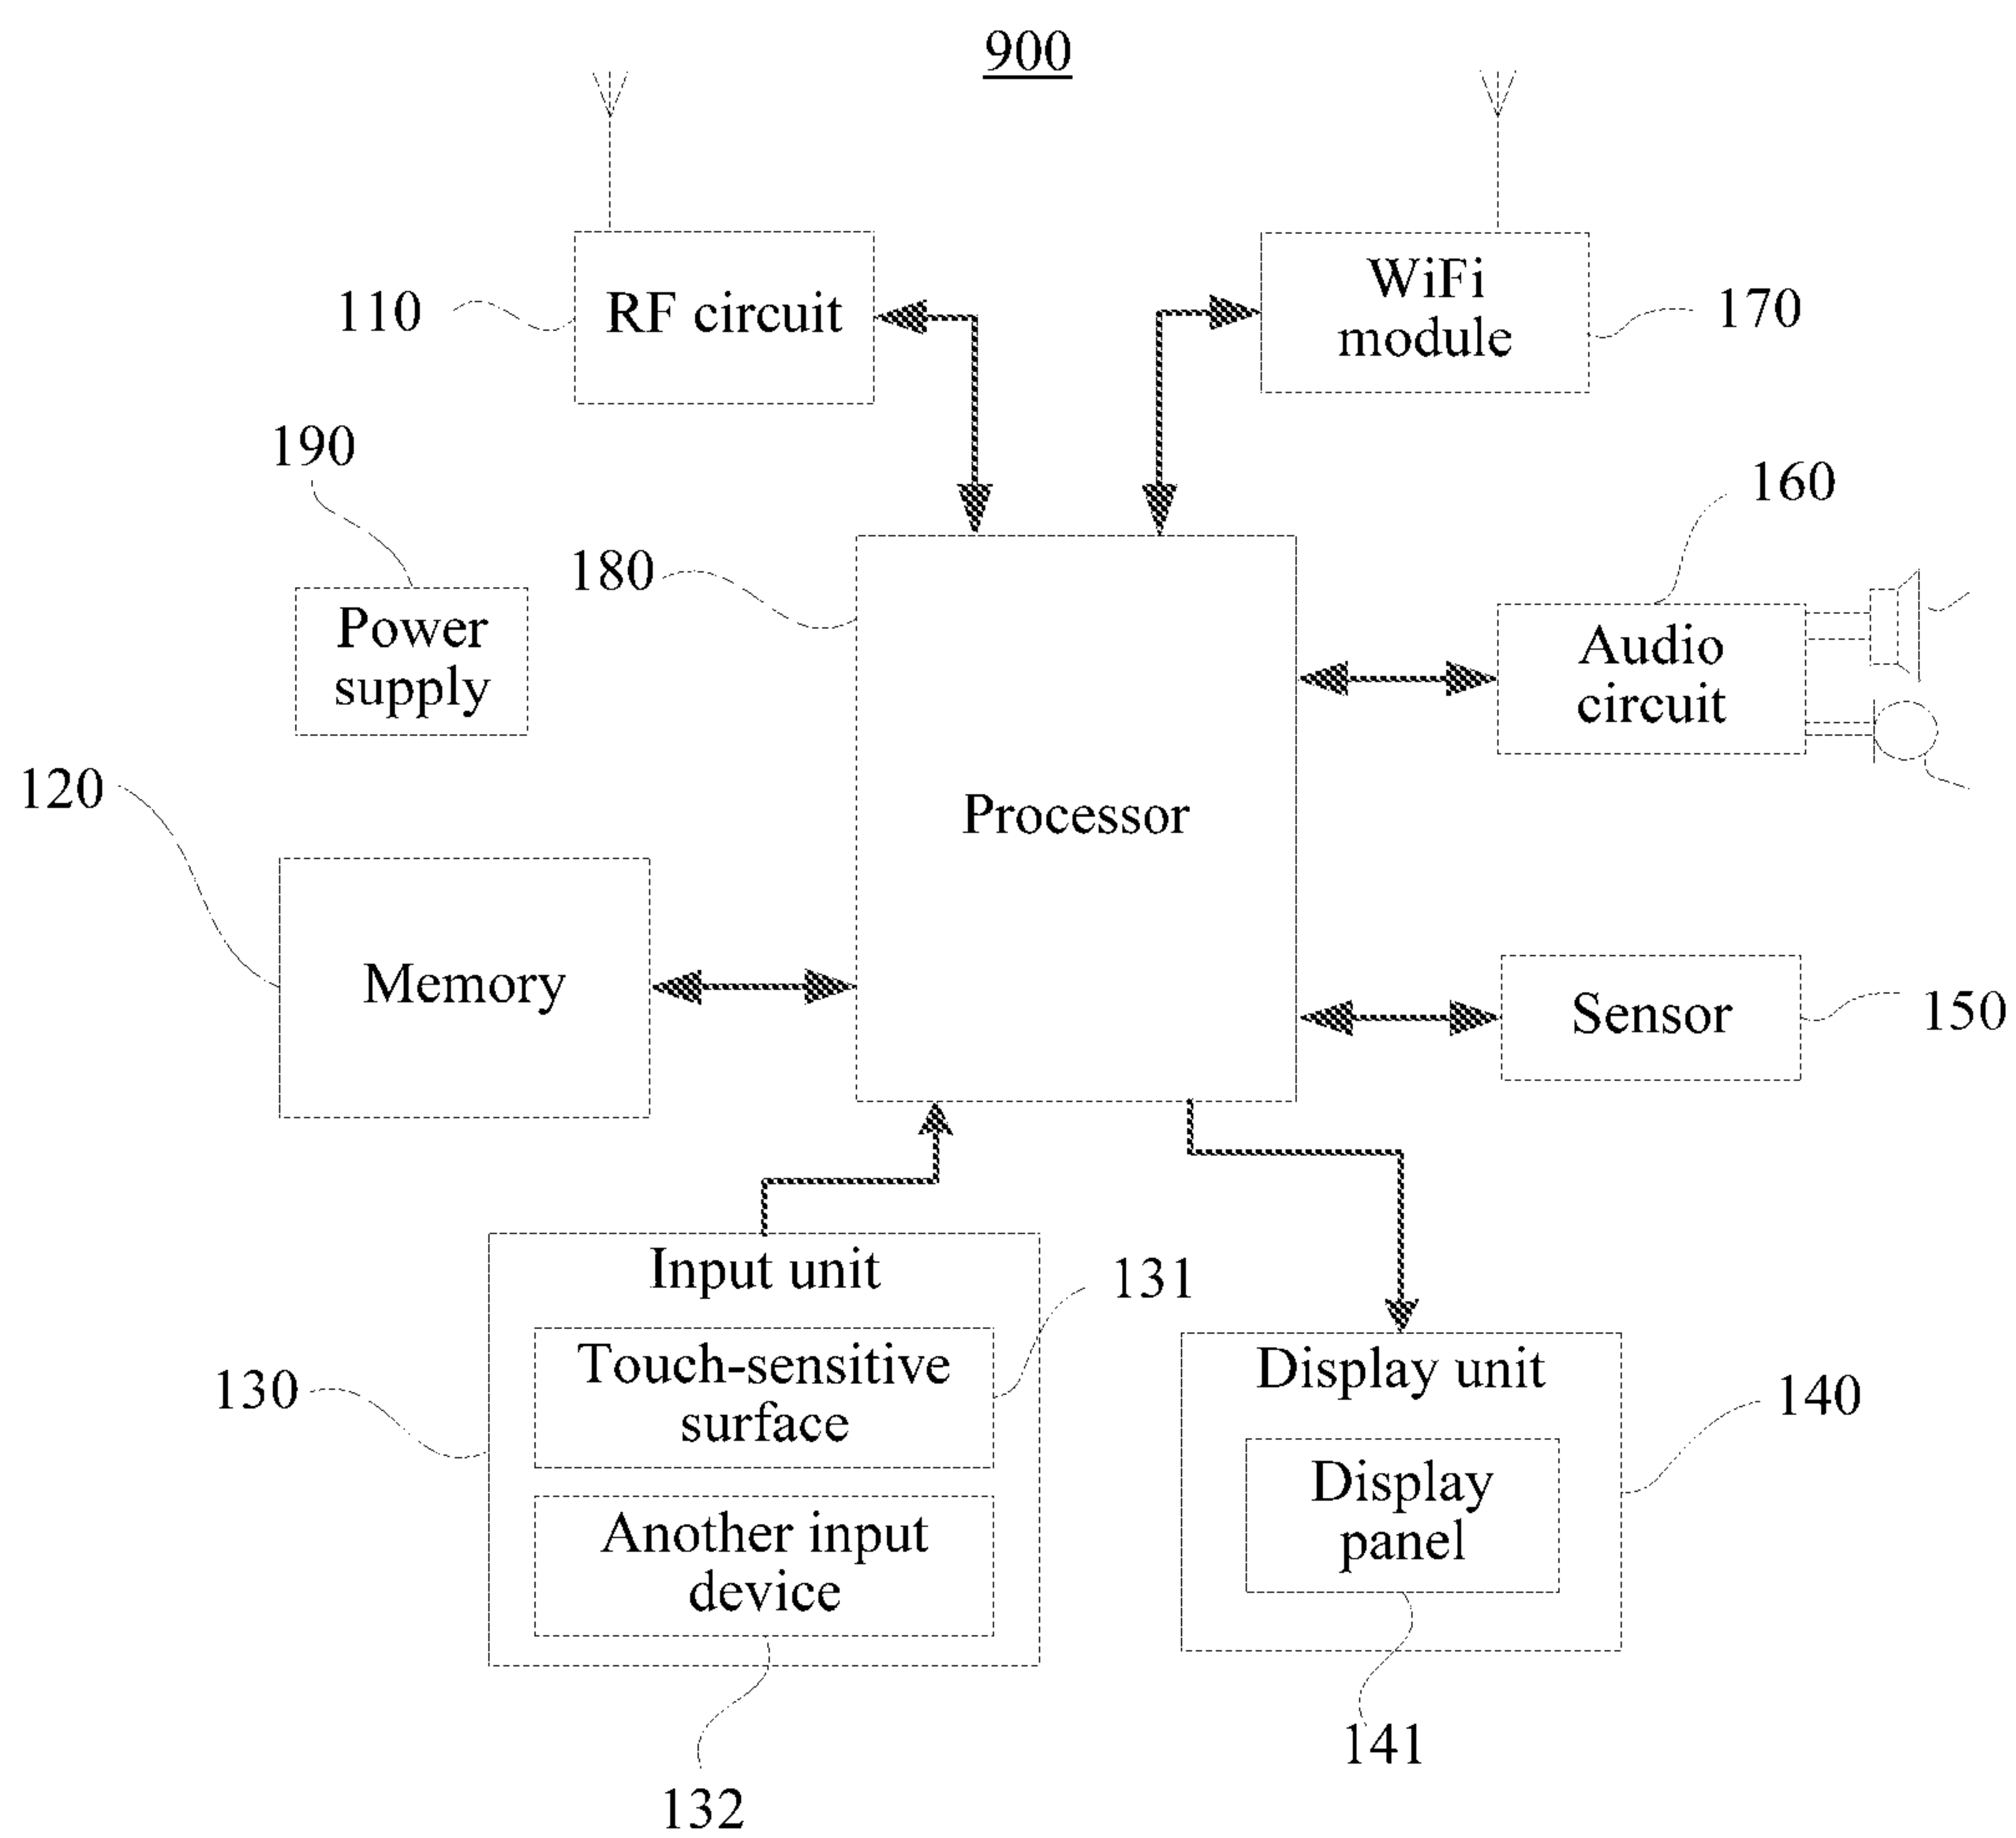 900
110
RF circuit
WiFi
module
170
190
160
180
Power
supply
Audio
circuit
120
Processor
Memory
Sensor
150
Input unit
131
Touch-sensitive
surface
130
Another input
device
132
Display unit
140
Display
panel
141